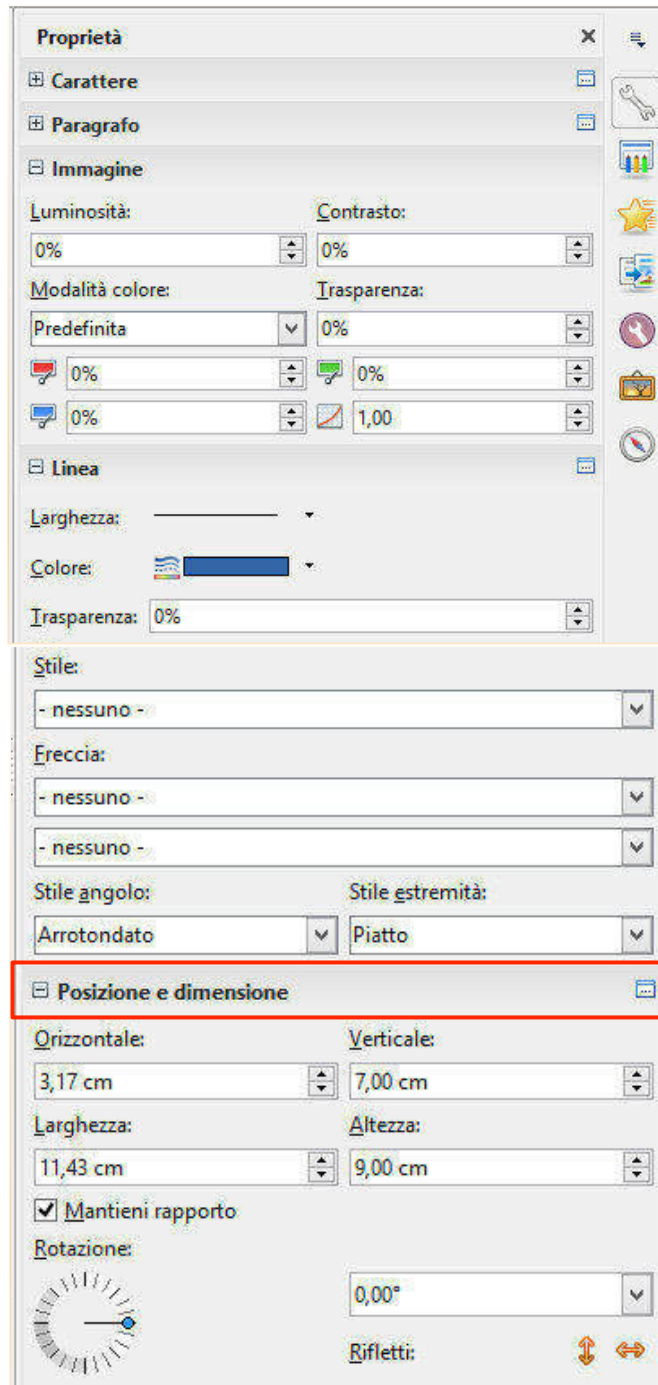 Proprietà
Carattere
Paragrafo
Immagine
Luminosità: Contrasto:
0% 0%
Modalità colore: Trasparenza:
Predefinita 0%
0% 0%
0% 1,00
Linea
Larghezza:
Colore:
Trasparenza: 0%
Stile:
- nessuno -
Freccia:
- nessuno -
- nessuno -
Stile angolo: Stile estremità:
Arrotondato Piatto
Posizione e dimensione
Orizzontale: Verticale:
3,17 cm 7,00 cm
Larghezza: Altezza:
11,43 cm 9,00 cm
Mantieni rapporto
Rotazione:
0,00°
Rifletti: